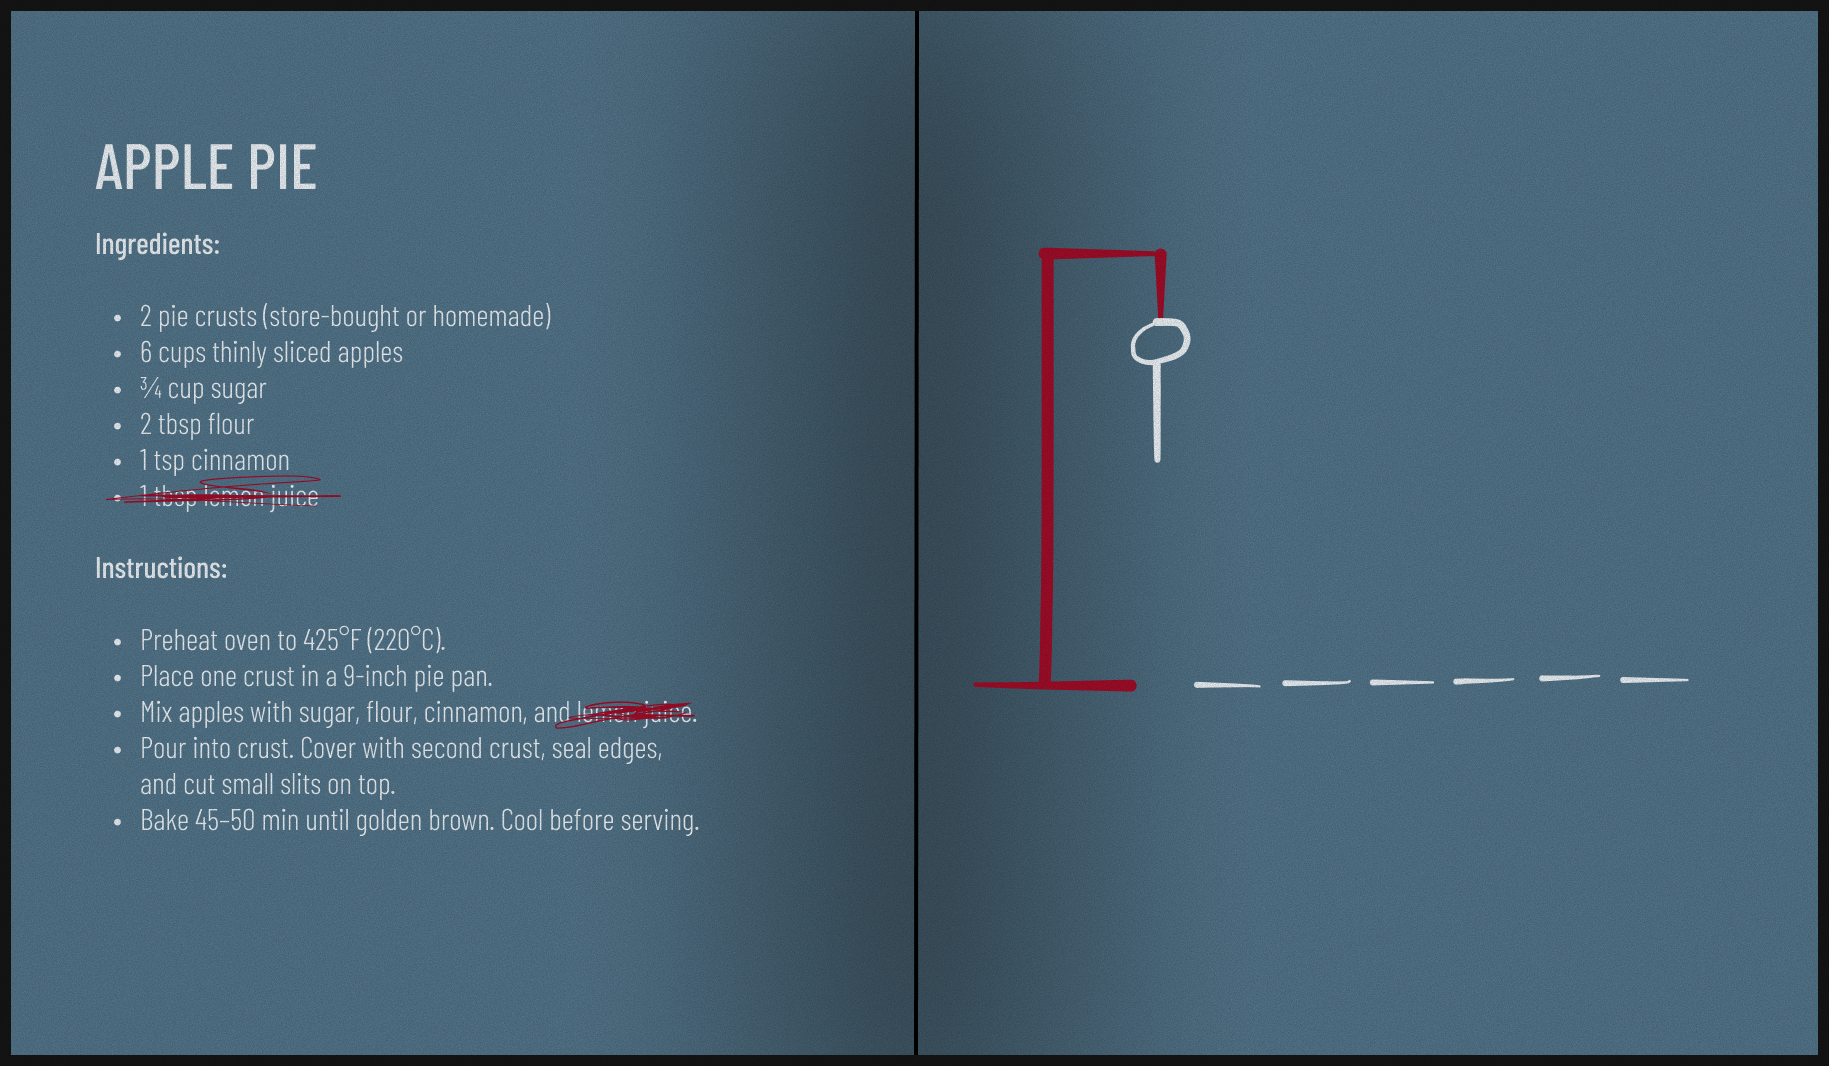 APPLE PIE
Ingredients:
• 2 pie crusts (store-bought or homemade)
• 6 cups thinly sliced apples
• ¾ cup sugar
• 2 tbsp flour
• 1 tsp cinnamon
• 1 tbsp lemon juice
Instructions:
• Preheat oven to 425°F (220°C).
• Place one crust in a 9-inch pie pan.
• Mix apples with sugar, flour, cinnamon, and lemon juice.
• Pour into crust. Cover with second crust, seal edges,
and cut small slits on top.
• Bake 45–50 min until golden brown. Cool before serving.